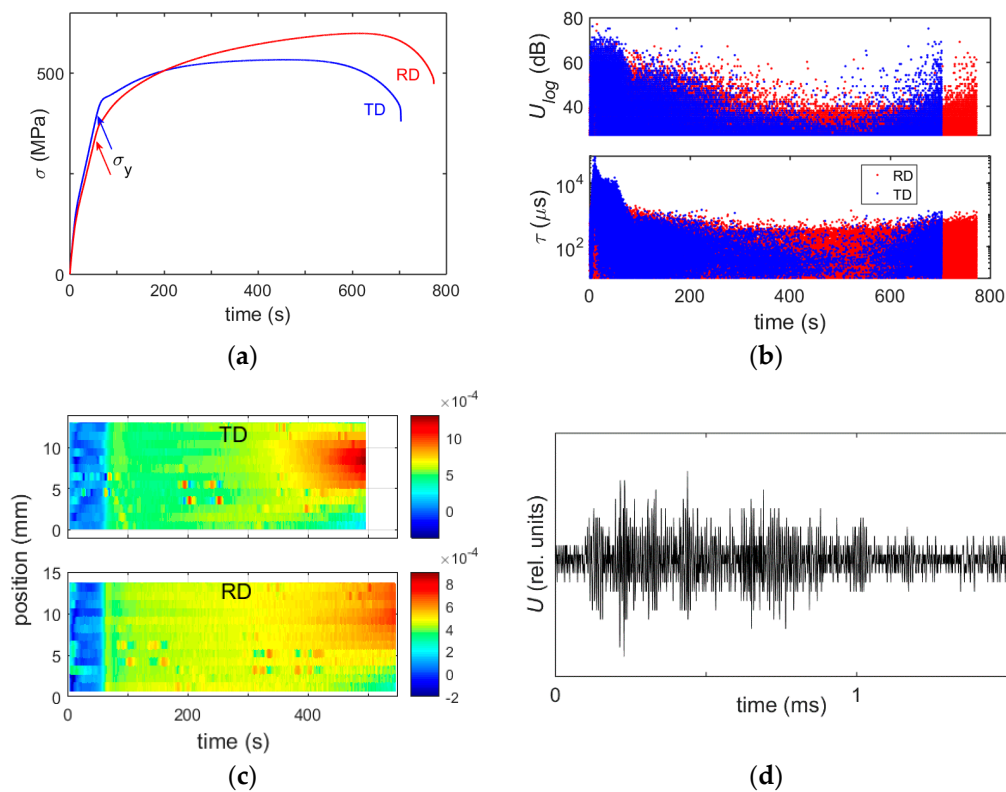 σ (MPa)
500
0
RD
TD
σy
0 200 400 600 800
time (s)
(a)
Ulog (dB)
80
60
40
τ (μs)
10^4
10^2
RD
TD
0 200 400 600 800
time (s)
(b)
position (mm)
×10^-4
TD
10
5
0
10
5
0
×10^-4
RD
15
10
5
0
8
6
4
2
0
-2
0 200 400
time (s)
(c)
U (rel. units)
0 1
time (ms)
(d)